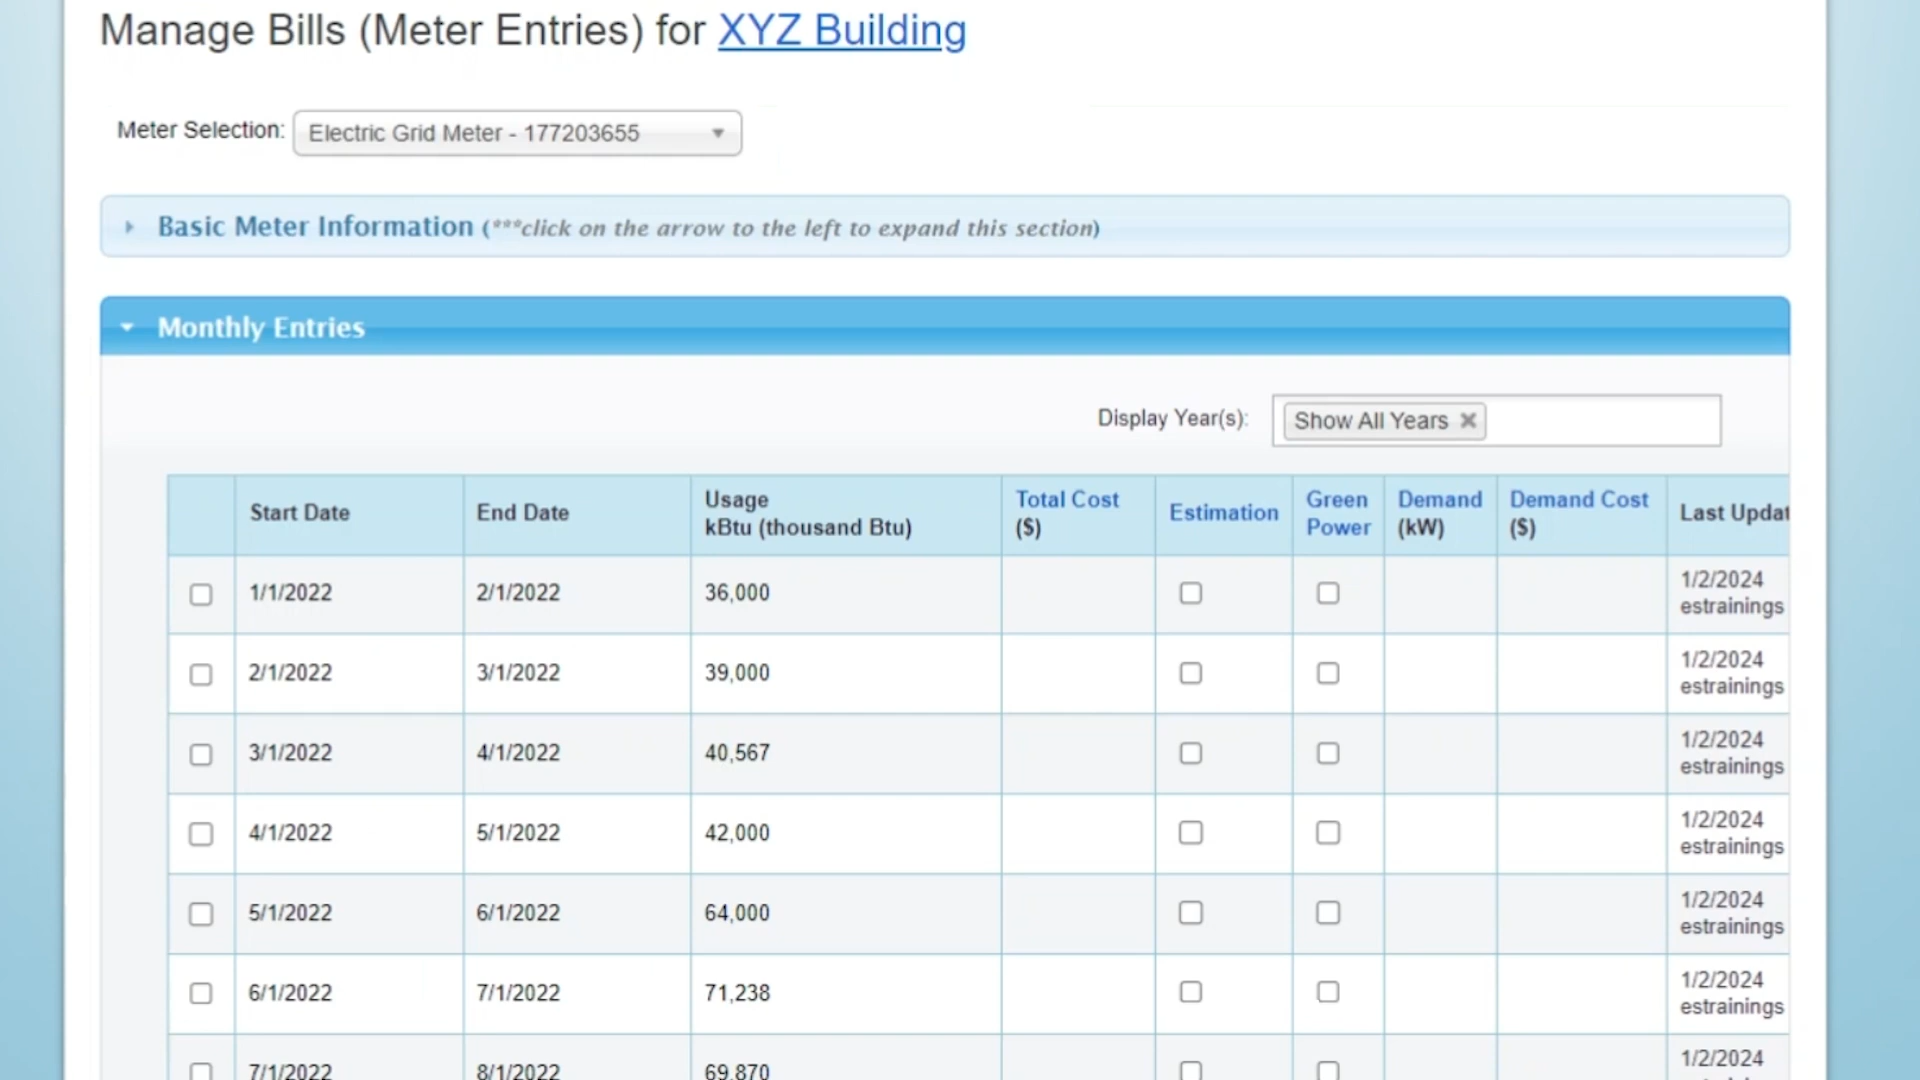 Manage Bills (Meter Entries) for XYZ Building
Meter Selection: Electric Grid Meter - 177203655
Basic Meter Information (***click on the arrow to the left to expand this section)
Monthly Entries
Display Year(s): Show All Years
Start Date End Date Usage kBtu (thousand Btu) Total Cost ($) Estimation Green Power Demand (kW) Demand Cost ($) Last Updat
1/1/2022 2/1/2022 36,000 1/2/2024 estrainings
2/1/2022 3/1/2022 39,000 1/2/2024 estrainings
3/1/2022 4/1/2022 40,567 1/2/2024 estrainings
4/1/2022 5/1/2022 42,000 1/2/2024 estrainings
5/1/2022 6/1/2022 64,000 1/2/2024 estrainings
6/1/2022 7/1/2022 71,238 1/2/2024 estrainings
7/1/2022 8/1/2022 69,870 1/2/2024